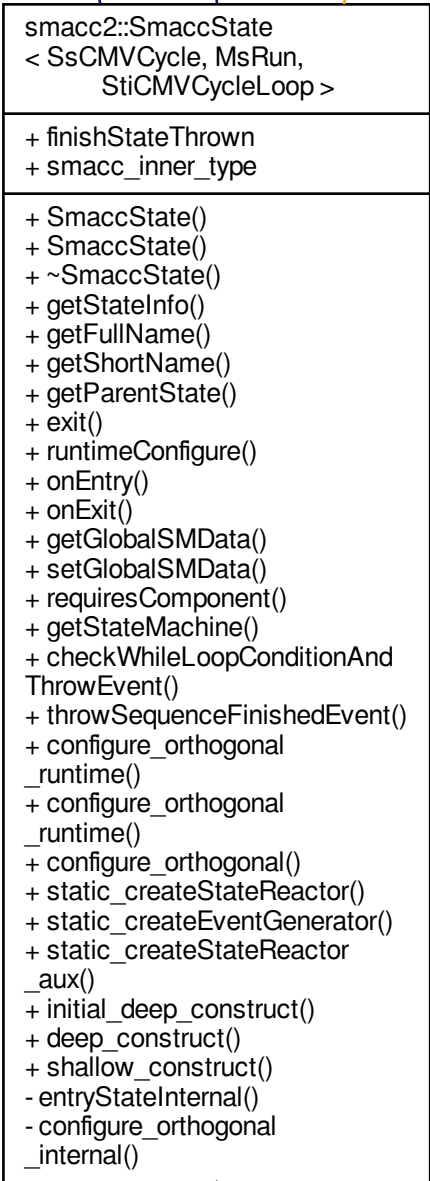 smacc2::SmaccState
< SsCMVCycle, MsRun,
StiCMVCycleLoop >
+ finishStateThrown
+ smacc_inner_type
+ SmaccState()
+ SmaccState()
+ ~SmaccState()
+ getStateInfo()
+ getFullName()
+ getShortName()
+ getParentState()
+ exit()
+ runtimeConfigure()
+ onEntry()
+ onExit()
+ getGlobalSMData()
+ setGlobalSMData()
+ requiresComponent()
+ getStateMachine()
+ checkWhileLoopConditionAnd
ThrowEvent()
+ throwSequenceFinishedEvent()
+ configure_orthogonal
_runtime()
+ configure_orthogonal
_runtime()
+ configure_orthogonal()
+ static_createStateReactor()
+ static_createEventGenerator()
+ static_createStateReactor
_aux()
+ initial_deep_construct()
+ deep_construct()
+ shallow_construct()
- entryStateInternal()
- configure_orthogonal
_internal()